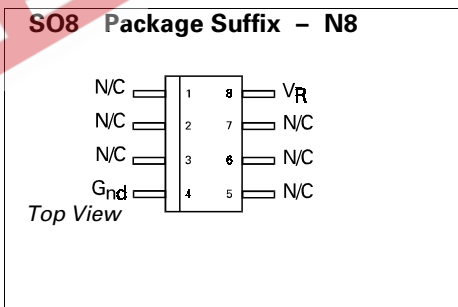 SO8 Package Suffix – N8
N/C 1 8 VR
N/C 2 7 N/C
N/C 3 6 N/C
Gnd 4 5 N/C
Top View